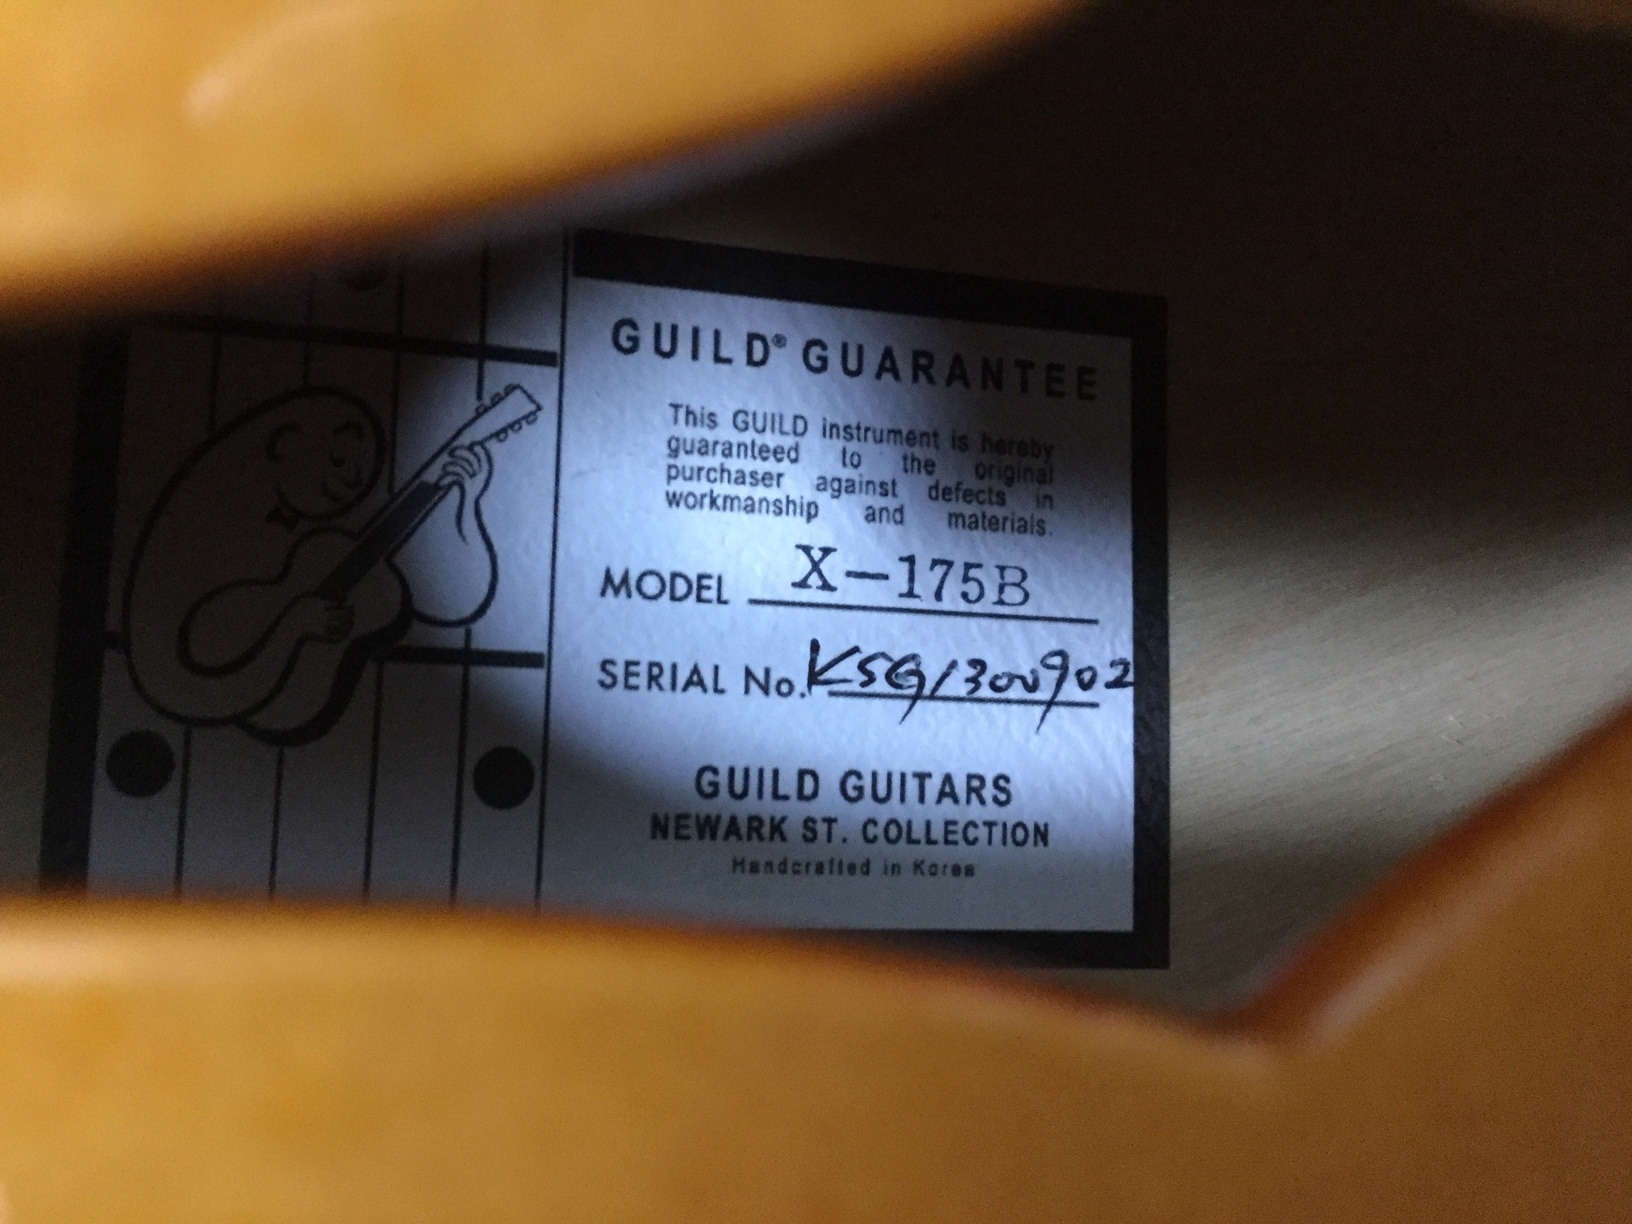 GUILD® GUARANTEE
This GUILD instrument is hereby
guaranteed to the original
purchaser against defects in
workmanship and materials.
MODEL X-175B
SERIAL No. KSG1300902
GUILD GUITARS
NEWARK ST. COLLECTION
Handcrafted in Korea